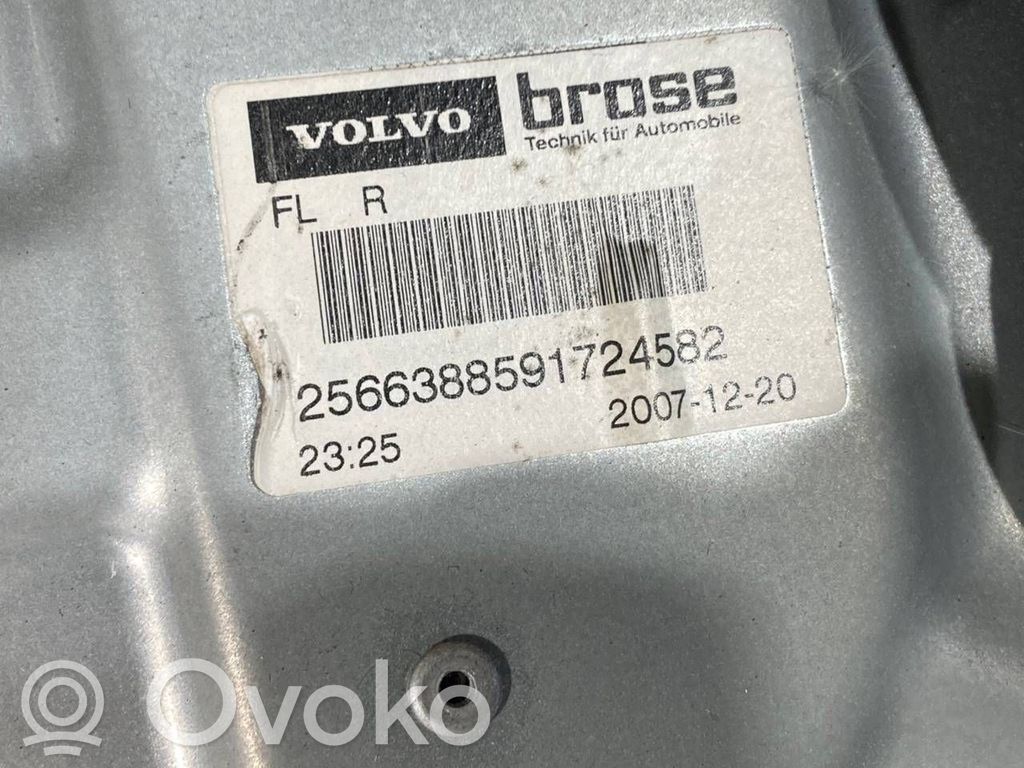 VOLVO
brose
Technik für Automobile
FL R
2566388591724582
23:25 2007-12-20
Ovoko